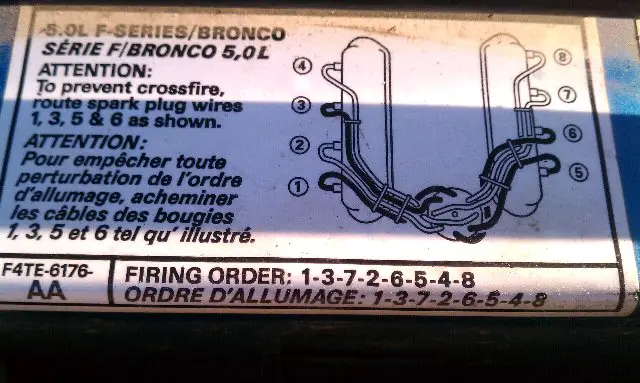 5.0L F-SERIES/BRONCO
SÉRIE F/BRONCO 5,0L
ATTENTION:
To prevent crossfire,
route spark plug wires
1, 3, 5 & 6 as shown.
ATTENTION:
Pour empêcher toute
perturbation de l'ordre
d'allumage, acheminer
les câbles des bougies
1, 3, 5 et 6 tel qu'illustré.
4
3
2
1
8
7
6
5
F4TE-6176-
AA
FIRING ORDER: 1-3-7-2-6-5-4-8
ORDRE D'ALLUMAGE: 1-3-7-2-6-5-4-8